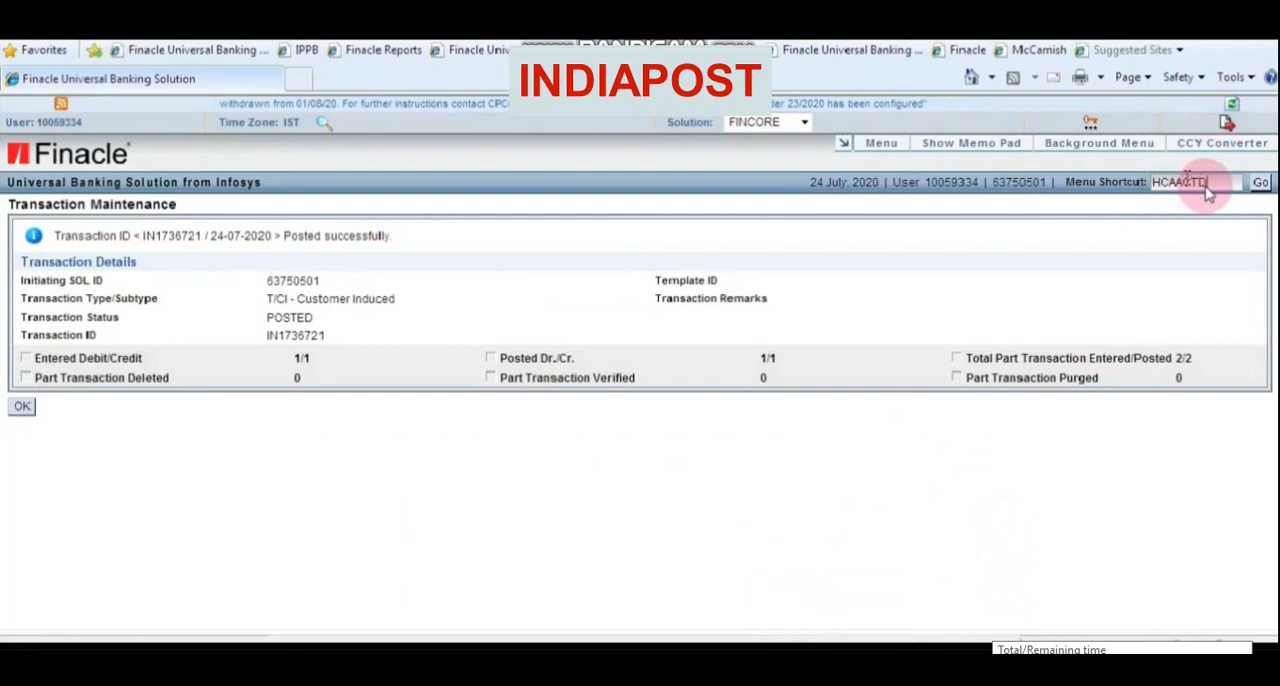 Favorites Finacle Universal Banking ... IPPB Finacle Reports Finacle Univ Finacle Universal Banking ... Finacle McCamish Suggested Sites
INDIAPOST
Finacle Universal Banking Solution
Page Safety Tools
withdrawn from 01/08/20. For further instructions contact CPC der 23/2020 has been configured"
User: 10059334 Time Zone: IST Solution: FINCORE
Finacle Menu Show Memo Pad Background Menu CCY Converter
Universal Banking Solution from Infosys 24 July, 2020 | User 10059334 | 63750501 | Menu Shortcut: HCAACTD Go
Transaction Maintenance
Transaction ID < IN1736721 / 24-07-2020 > Posted successfully.
Transaction Details
Initiating SOL ID 63750501 Template ID
Transaction Type/Subtype T/CI - Customer Induced Transaction Remarks
Transaction Status POSTED
Transaction ID IN1736721
Entered Debit/Credit 1/1 Posted Dr./Cr. 1/1 Total Part Transaction Entered/Posted 2/2
Part Transaction Deleted 0 Part Transaction Verified 0 Part Transaction Purged 0
OK
Total/Remaining time